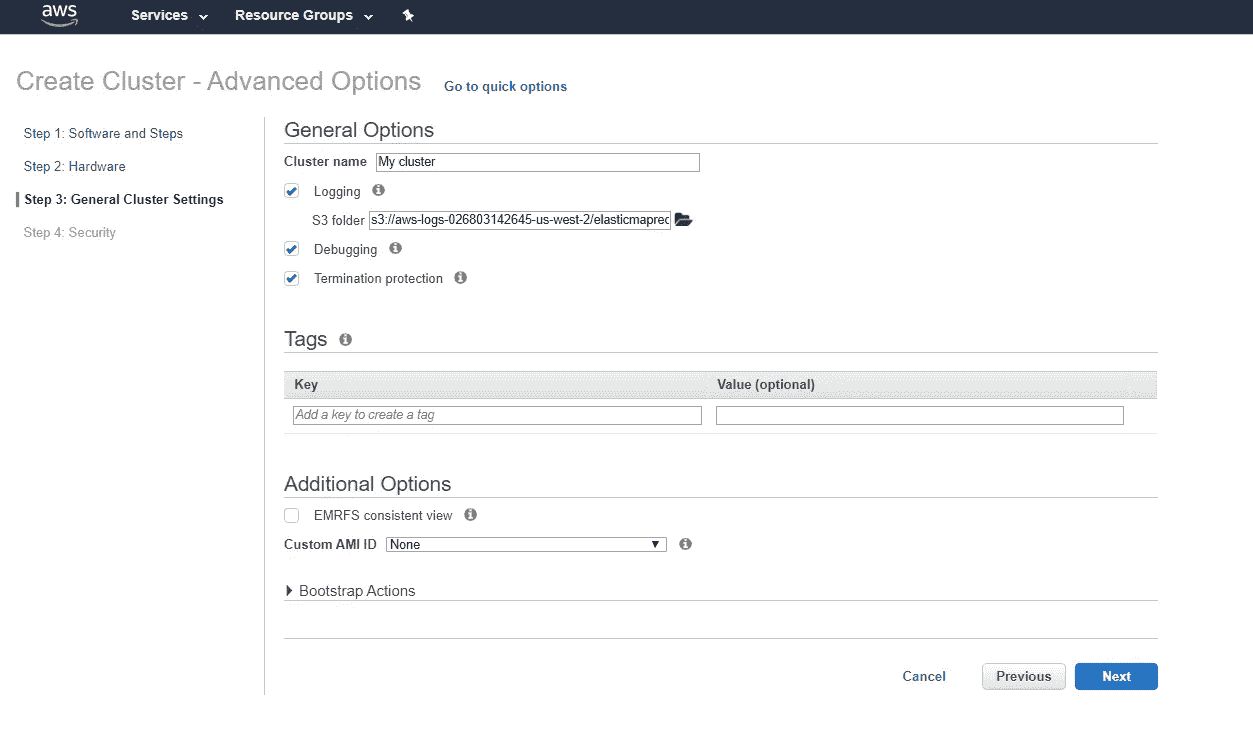 aws Services Resource Groups
Create Cluster - Advanced Options Go to quick options
Step 1: Software and Steps
Step 2: Hardware
Step 3: General Cluster Settings
Step 4: Security
General Options
Cluster name My cluster
Logging
S3 folder s3://aws-logs-026803142645-us-west-2/elasticmaprec
Debugging
Termination protection
Tags
Key Value (optional)
Add a key to create a tag
Additional Options
EMRFS consistent view
Custom AMI ID None
Bootstrap Actions
Cancel Previous Next